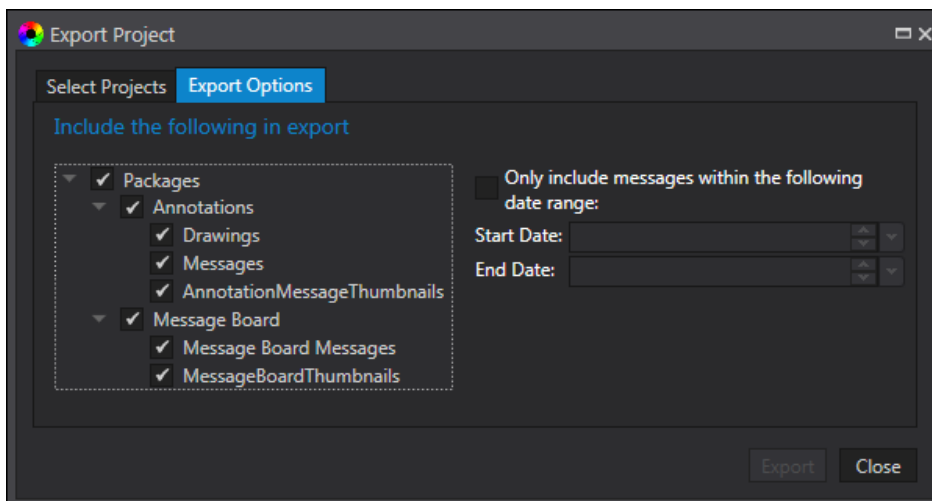 Export Project
Select Projects
Export Options
Include the following in export
Packages
Annotations
Drawings
Messages
AnnotationMessageThumbnails
Message Board
Message Board Messages
MessageBoardThumbnails
Only include messages within the following
date range:
Start Date:
End Date:
Export
Close